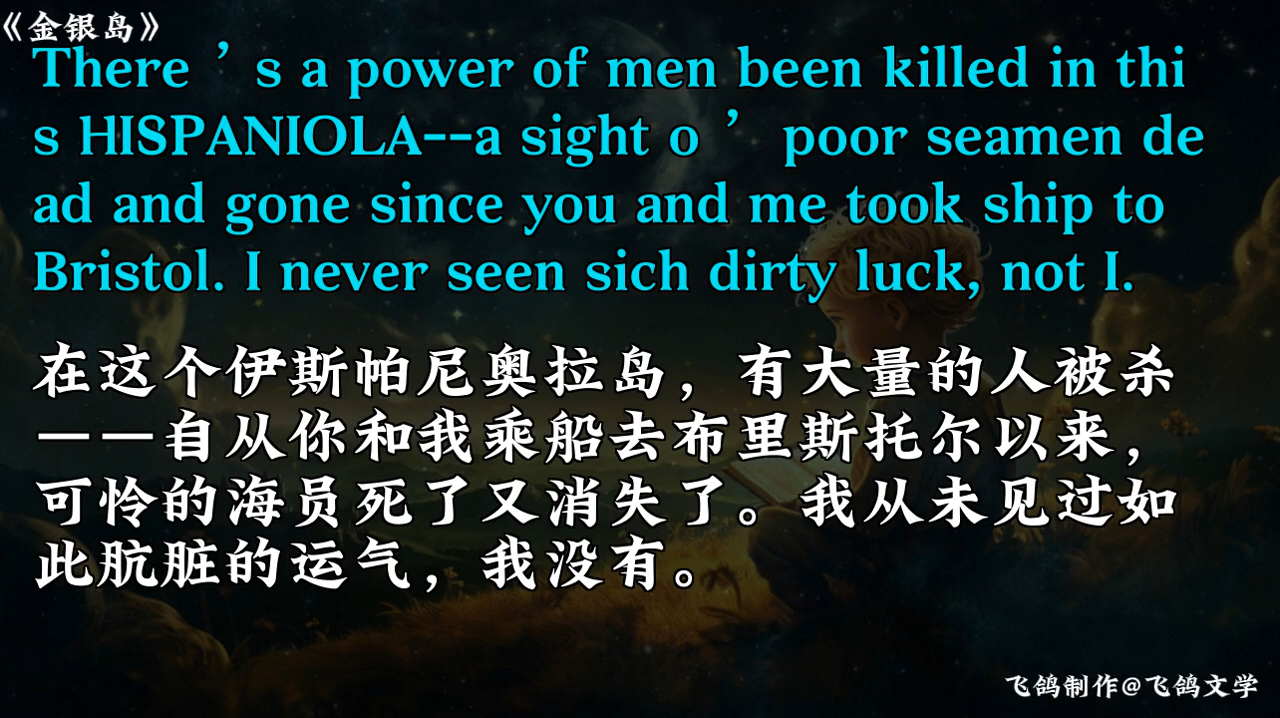 《金银岛》
There ’ s a power of men been killed in thi
s HISPANIOLA--a sight o ’ poor seamen de
ad and gone since you and me took ship to
Bristol. I never seen sich dirty luck, not I.
在这个伊斯帕尼奥拉岛，有大量的人被杀
——自从你和我乘船去布里斯托尔以来，
可怜的海员死了又消失了。我从未见过如
此肮脏的运气，我没有。
飞鸽制作@飞鸽文学